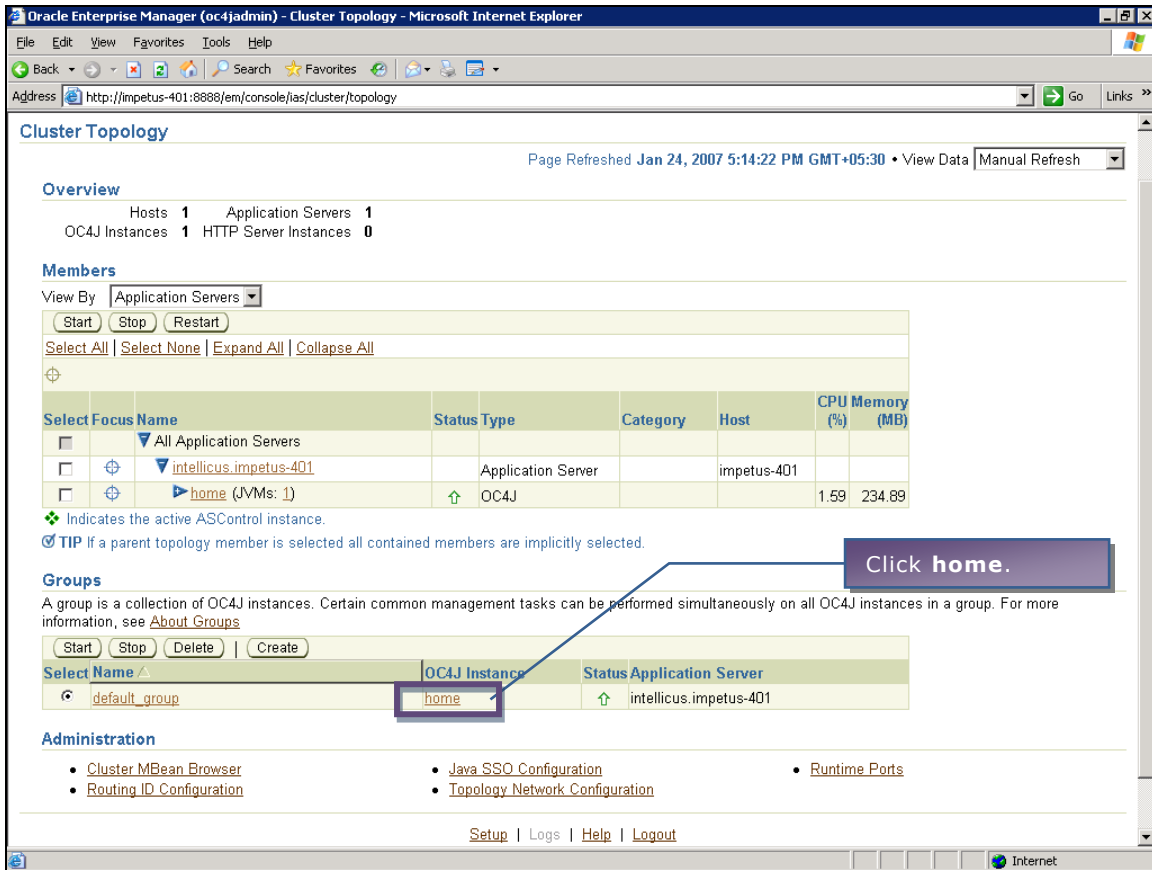 Oracle Enterprise Manager (oc4jadmin) - Cluster Topology - Microsoft Internet Explorer
File Edit View Favorites Tools Help
Back Search Favorites
Address http://impetus-401:8888/em/console/ias/cluster/topology Go Links »
Cluster Topology
Page Refreshed Jan 24, 2007 5:14:22 PM GMT+05:30 • View Data Manual Refresh
Overview
Hosts 1 Application Servers 1
OC4J Instances 1 HTTP Server Instances 0
Members
View By Application Servers
Start Stop Restart
Select All | Select None | Expand All | Collapse All
Select Focus Name Status Type Category Host CPU (%) Memory (MB)
All Application Servers
intellicus.impetus-401 Application Server impetus-401
home (JVMs: 1) OC4J 1.59 234.89
Indicates the active ASControl instance.
TIP If a parent topology member is selected all contained members are implicitly selected.
Click home.
Groups
A group is a collection of OC4J instances. Certain common management tasks can be performed simultaneously on all OC4J instances in a group. For more
information, see About Groups
Start Stop Delete | Create
Select Name OC4J Instance Status Application Server
default_group home intellicus.impetus-401
Administration
• Cluster MBean Browser • Java SSO Configuration • Runtime Ports
• Routing ID Configuration • Topology Network Configuration
Setup | Logs | Help | Logout
Internet